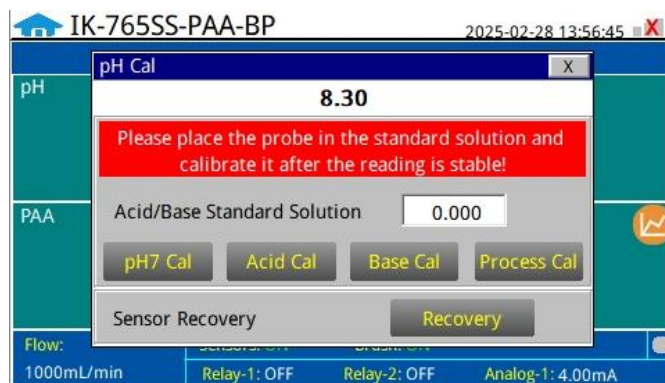 IK-765SS-PAA-BP
2025-02-28 13:56:45
X
pH Cal
X
8.30
pH
Please place the probe in the standard solution and
calibrate it after the reading is stable!
PAA
Acid/Base Standard Solution
0.000
pH7 Cal
Acid Cal
Base Cal
Process Cal
Sensor Recovery
Recovery
Flow:
1000mL/min
Relay-1: OFF
Relay-2: OFF
Analog-1: 4.00mA